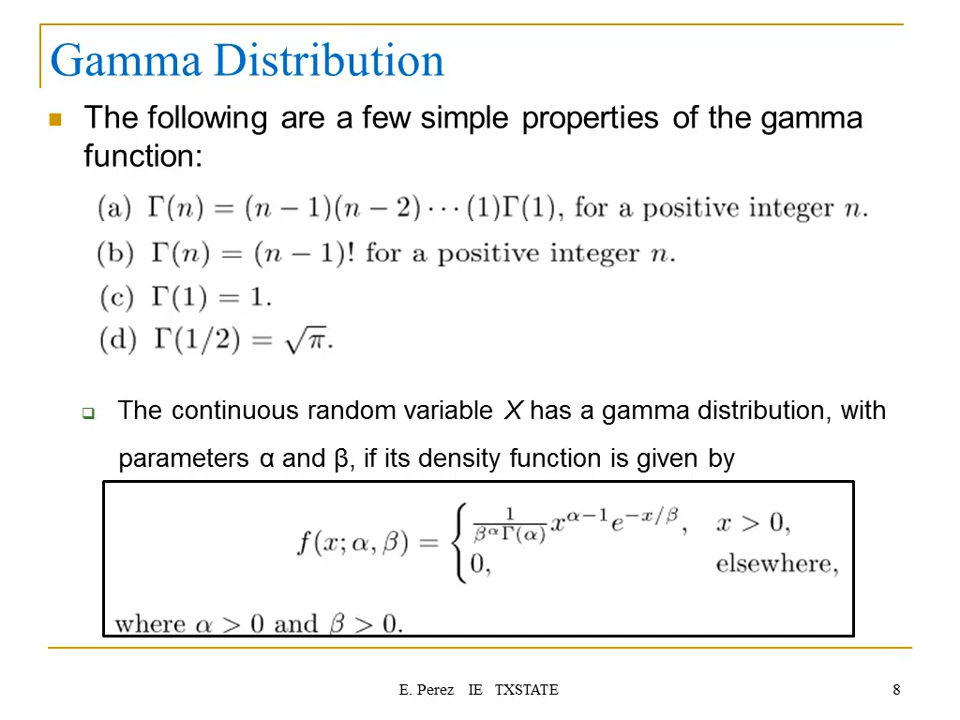 Gamma Distribution
The following are a few simple properties of the gamma
function:
(a) Γ(n) = (n − 1)(n − 2) ··· (1)Γ(1), for a positive integer n.
(b) Γ(n) = (n − 1)! for a positive integer n.
(c) Γ(1) = 1.
(d) Γ(1/2) = √π.
The continuous random variable X has a gamma distribution, with
parameters α and β, if its density function is given by
f(x; α, β) = { 1/(β^α Γ(α)) x^(α−1) e^(−x/β), x > 0,
0, elsewhere,
where α > 0 and β > 0.
E. Perez IE TXSTATE 8